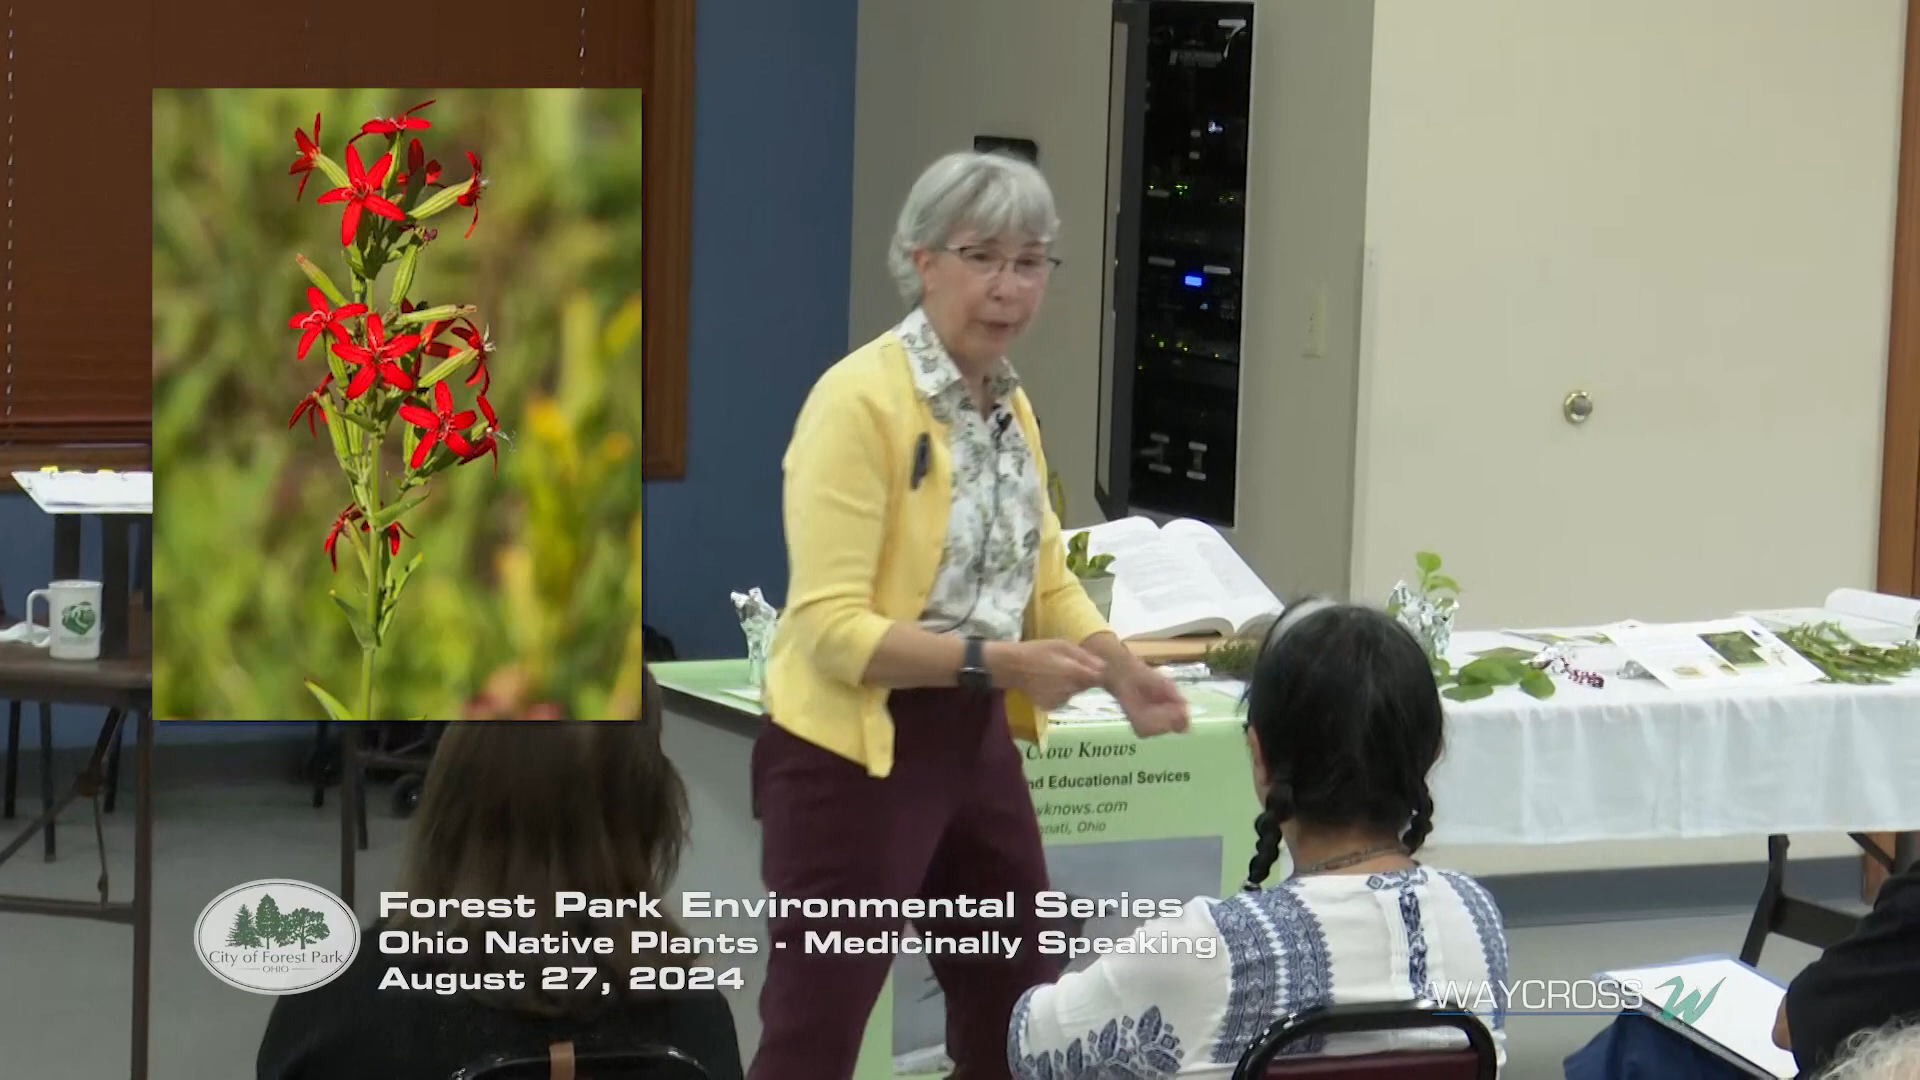 Crow Knows
nd Educational Sevices
wknows.com
nati, Ohio
City of Forest Park
OHIO
Forest Park Environmental Series
Ohio Native Plants - Medicinally Speaking
August 27, 2024
WAYCROSS